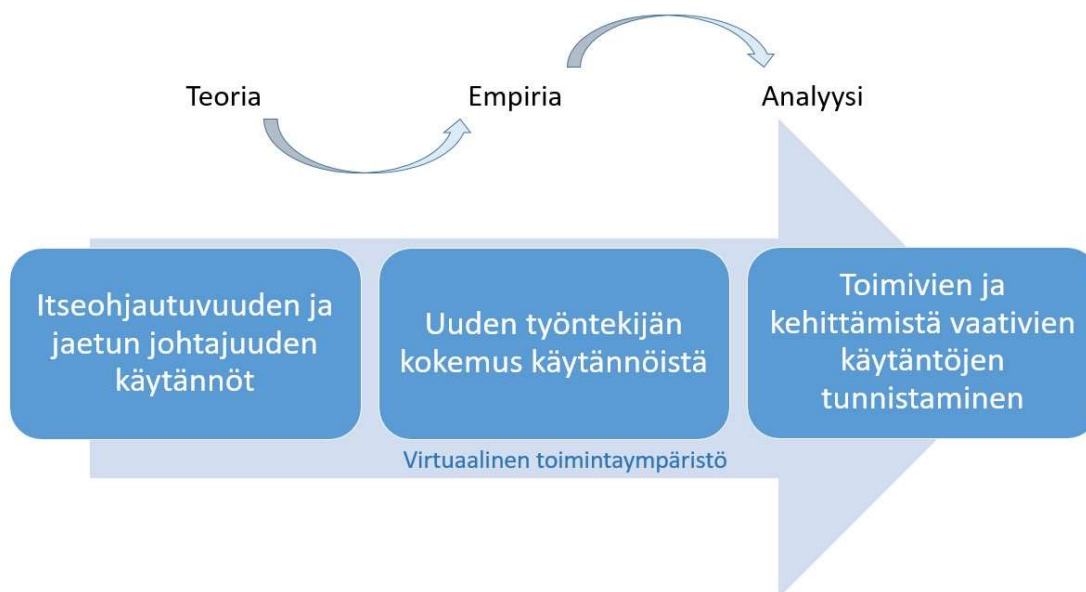 Teoria
Empiria
Analyysi
Itseohjautuvuuden ja
jaetun johtajuuden
käytännöt
Uuden työntekijän
kokemus käytännöistä
Toimivien ja
kehittämistä vaativien
käytäntöjen
tunnistaminen
Virtuaalinen toimintaympäristö